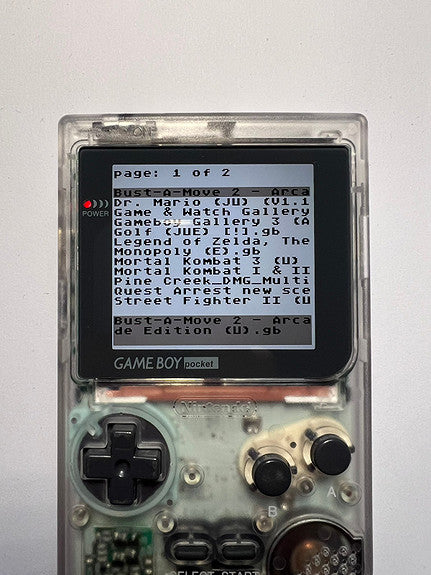 Page: 1 of 2
Bust-A-Move 2 - Arca
Dr. Mario (JU) (V1.1
Game & Watch Gallery
Gameboy Gallery 3 (A
Golf (JUE) [!].gb
Legend of Zelda, The
Monopoly (E).gb
Mortal Kombat 3 (U)
Mortal Kombat I & II
Pine Creek_DMG_Multi
Quest Arrest new sce
Street Fighter II (U
Bust-A-Move 2 - Arca
de Edition (U).gb
POWER
GAME BOY pocket
Nintendo
A
B
SELECT START